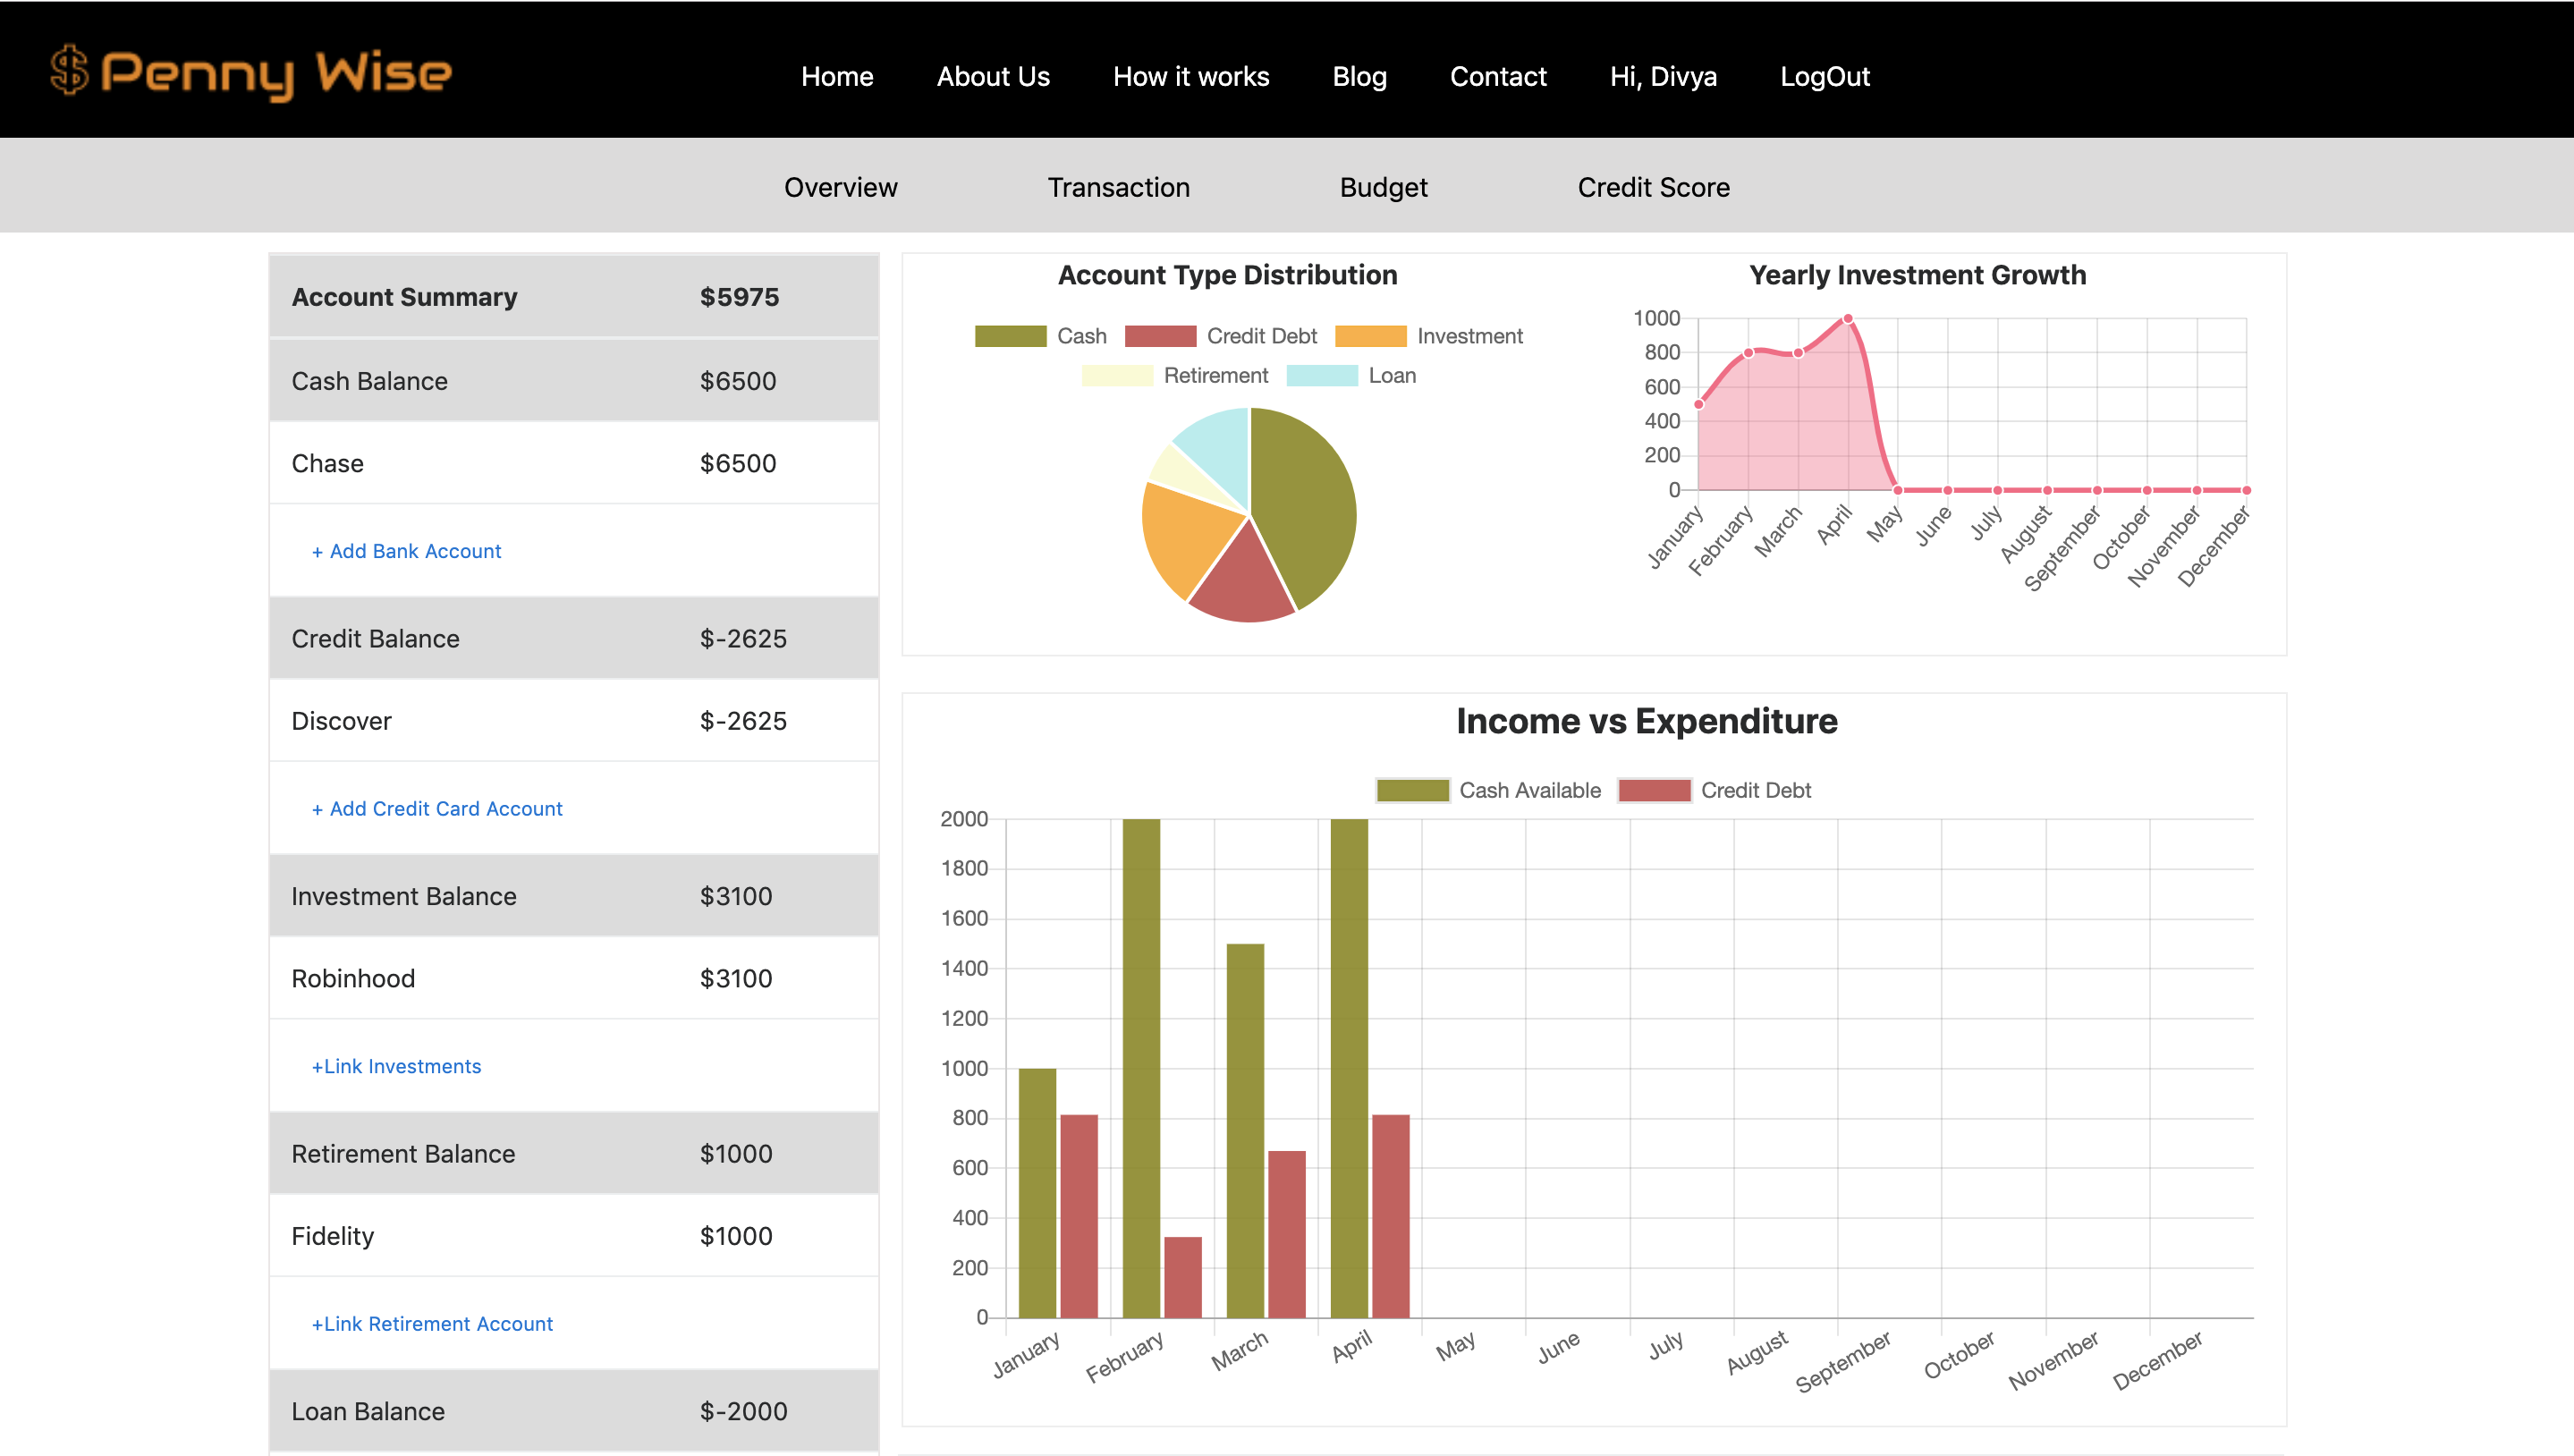 $ Penny Wise
Home About Us How it works Blog Contact Hi, Divya LogOut
Overview Transaction Budget Credit Score
Account Summary $5975
Cash Balance $6500
Chase $6500
+ Add Bank Account
Credit Balance $-2625
Discover $-2625
+ Add Credit Card Account
Investment Balance $3100
Robinhood $3100
+Link Investments
Retirement Balance $1000
Fidelity $1000
+Link Retirement Account
Loan Balance $-2000
Account Type Distribution
Cash Credit Debt Investment
Retirement Loan
Yearly Investment Growth
1000
800
600
400
200
0
January February March April May June July August September October November December
Income vs Expenditure
Cash Available Credit Debt
2000
1800
1600
1400
1200
1000
800
600
400
200
0
January February March April May June July August September October November December